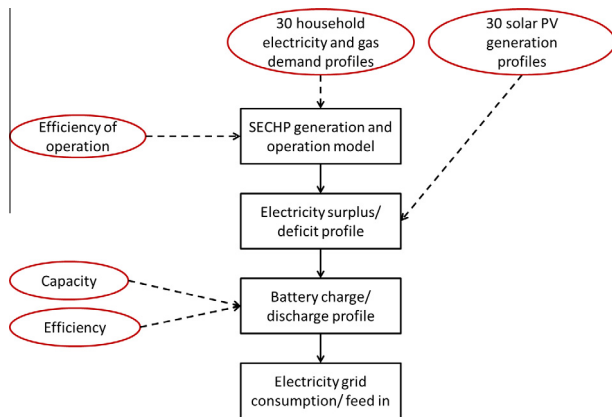 30 household
electricity and gas
demand profiles
30 solar PV
generation
profiles
Efficiency of
operation
SECHP generation and
operation model
Electricity surplus/
deficit profile
Capacity
Efficiency
Battery charge/
discharge profile
Electricity grid
consumption/ feed in